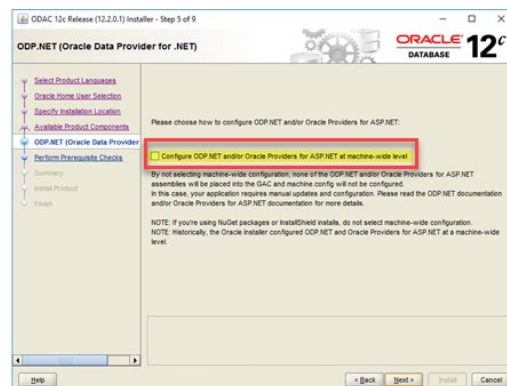 ODAC 12c Release (12.2.0.1) Installer - Step 5 of 9
ODP.NET (Oracle Data Provider for .NET)
ORACLE
DATABASE
12c
Select Product Languages
Oracle Home User Selection
Specify Installation Location
Available Product Components
ODP.NET (Oracle Data Provider
Perform Prerequisite Checks
Summary
Install Product
Finish
Please choose how to configure ODP.NET and/or Oracle Providers for ASP.NET:
Configure ODP.NET and/or Oracle Providers for ASP.NET at machine-wide level
By not selecting machine-wide configuration, none of the ODP.NET and/or Oracle Providers for ASP.NET
assemblies will be placed into the GAC and machine.config will not be configured.
In this case, your application requires manual updates and configuration. Please read the ODP.NET documentation
and/or Oracle Providers for ASP.NET documentation for more details.
NOTE: If you're using NuGet packages or InstallShield installs, do not select machine-wide configuration.
NOTE: Historically, the Oracle Installer configured ODP.NET and Oracle Providers for ASP.NET at a machine-wide
level.
Help
< Back
Next >
Install
Cancel